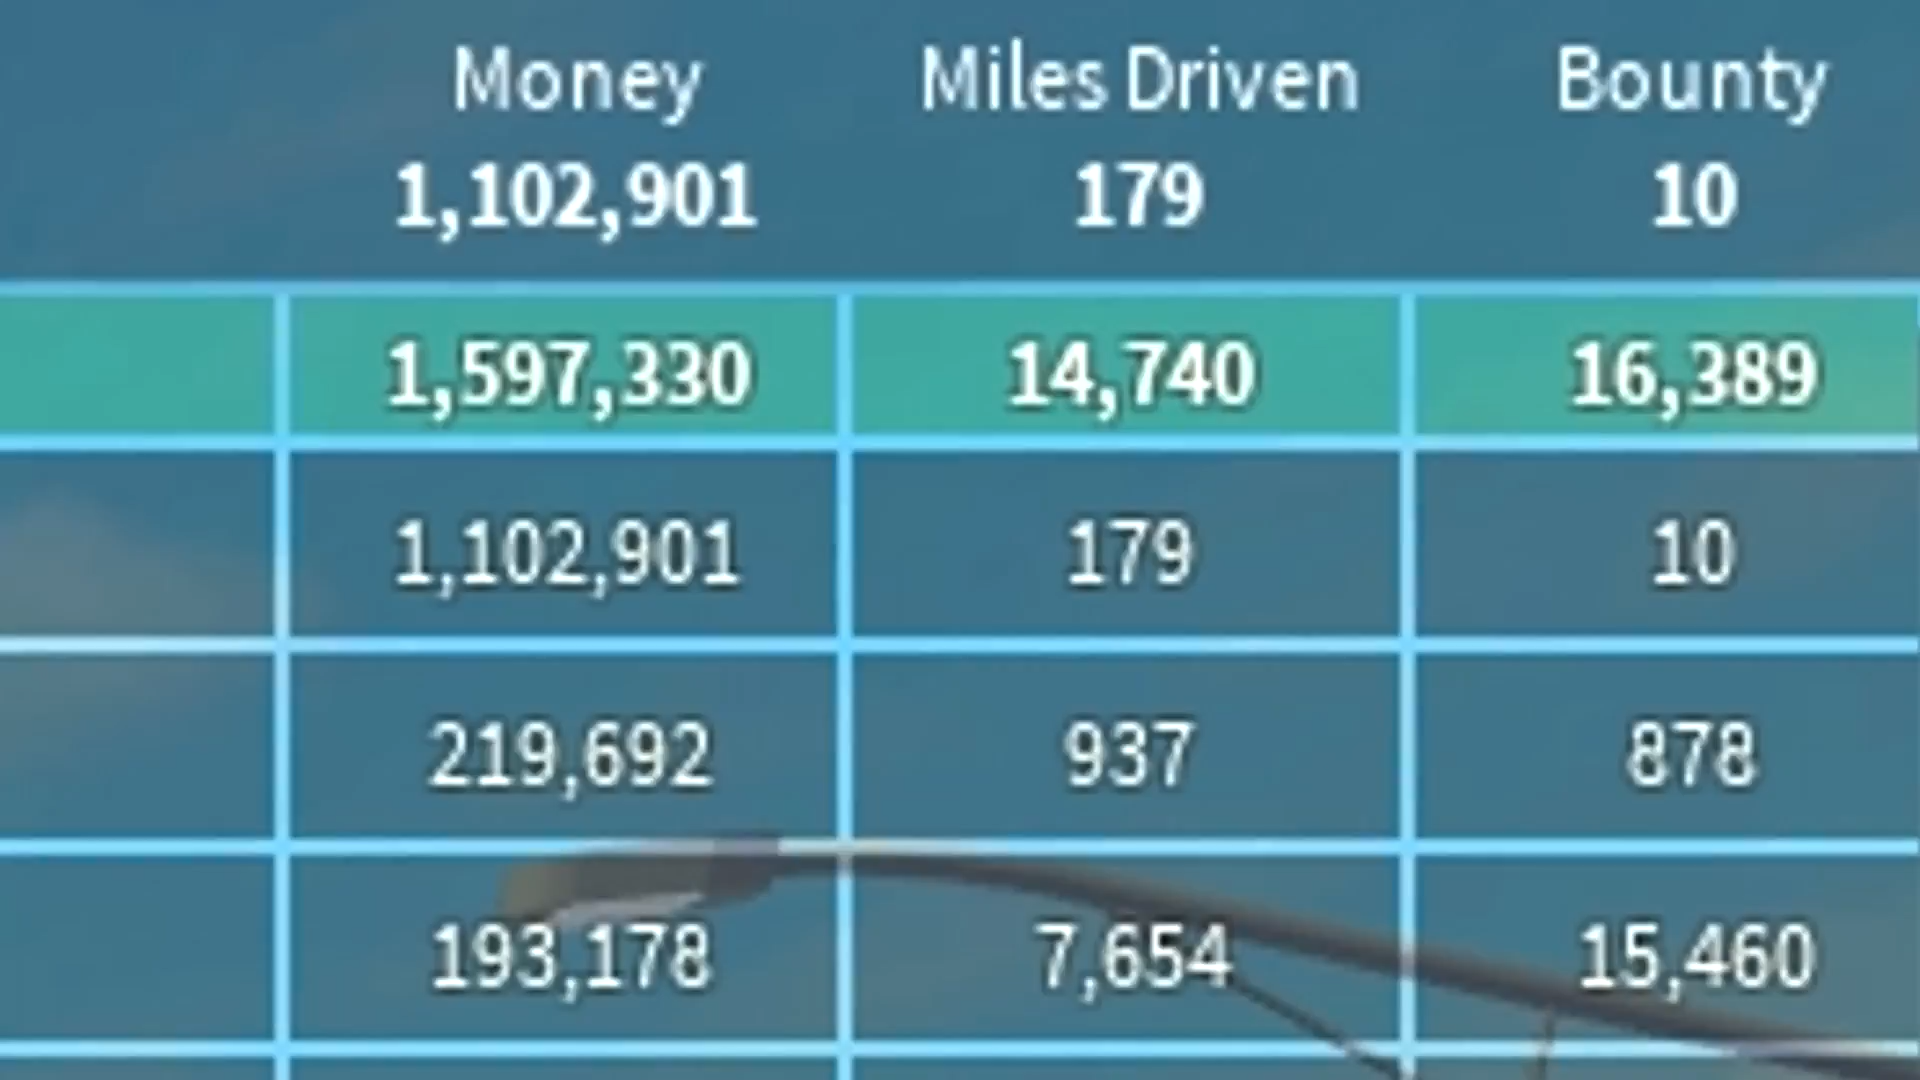 Money Miles Driven Bounty
1,102,901 179 10
1,597,330 14,740 16,389
1,102,901 179 10
219,692 937 878
193,178 7,654 15,460